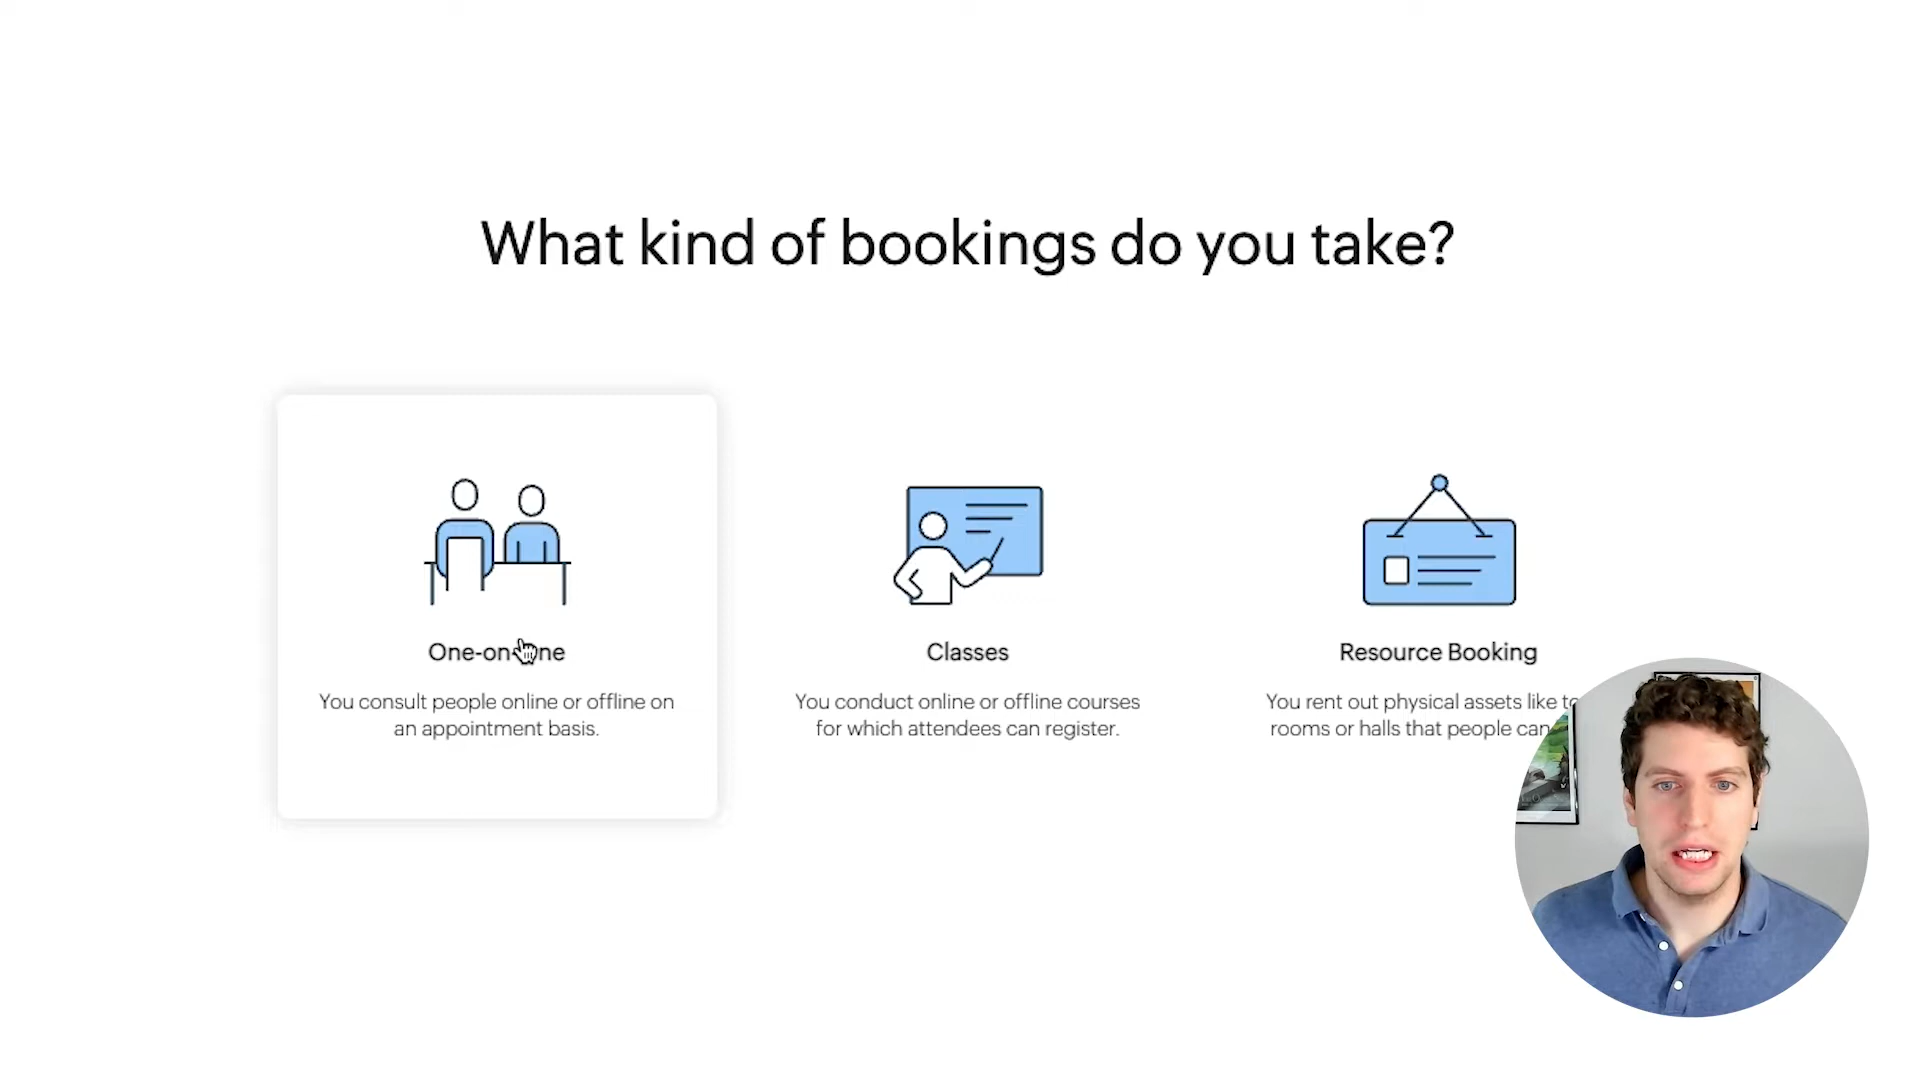 What kind of bookings do you take?
One-on-One
You consult people online or offline on
an appointment basis.
Classes
You conduct online or offline courses
for which attendees can register.
Resource Booking
You rent out physical assets like
rooms or halls that people can